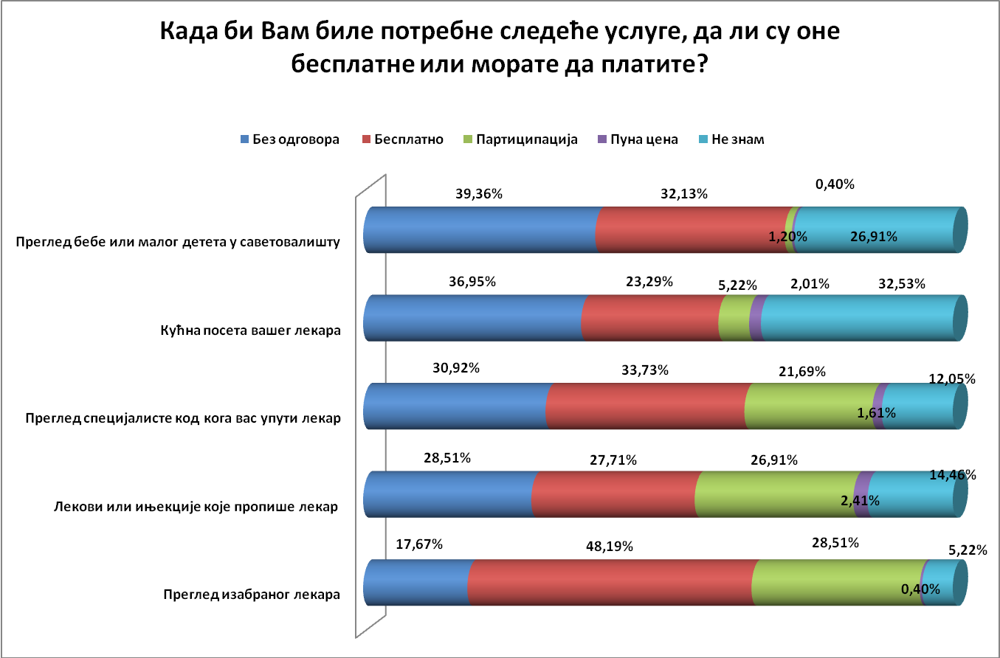 Када би Вам биле потребне следеће услуге, да ли су оне
бесплатне или морате да платите?
Без одговора Бесплатно Партиципација Пуна цена Не знам
39,36% 32,13% 0,40%
Преглед бебе или малог детета у саветовалишту 1,20% 26,91%
36,95% 23,29% 5,22% 2,01% 32,53%
Кућна посета вашег лекара
30,92% 33,73% 21,69% 12,05%
Преглед специјалисте код кога вас упути лекар 1,61%
28,51% 27,71% 26,91% 14,46%
Лекови или ињекције које пропише лекар 2,41%
17,67% 48,19% 28,51% 5,22%
Преглед изабраног лекара 0,40%